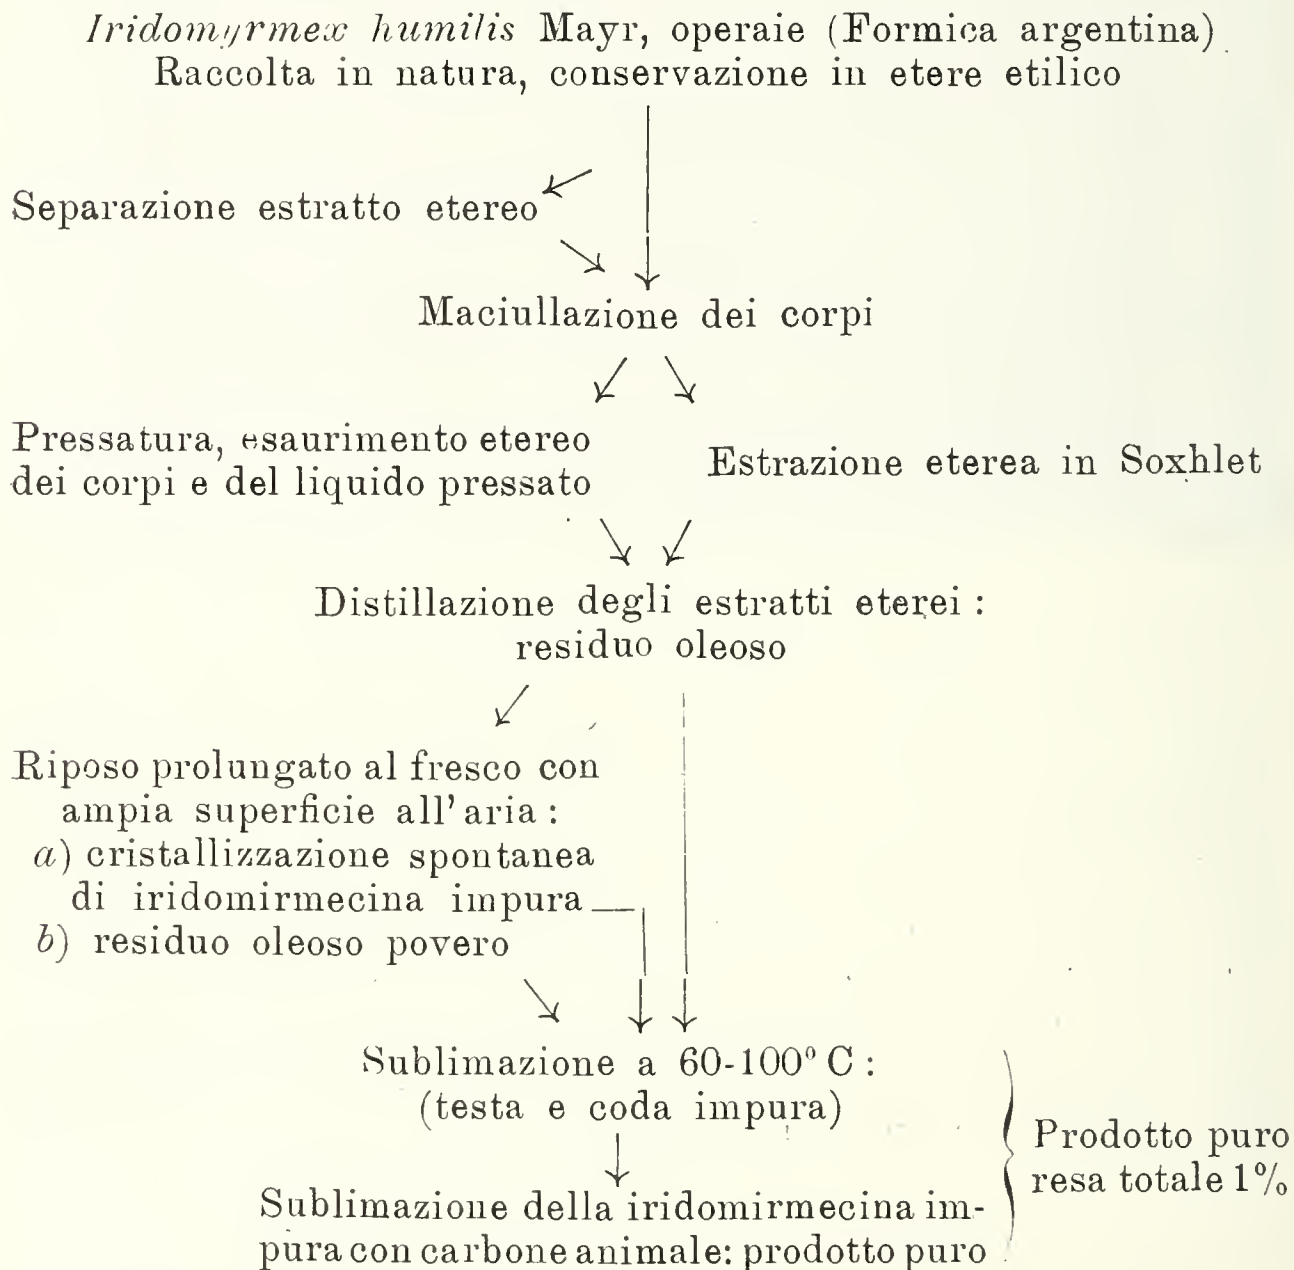 Iridomyrmex humilis Mayr, operaie (Formica argentina)
Raccolta in natura, conservazione in etere etilico
Separazione estratto etereo
Maciullazione dei corpi
Pressatura, esaurimento etereo
dei corpi e del liquido pressato
Estrazione eterea in Soxhlet
Distillazione degli estratti eterei :
residuo oleoso
Riposo prolungato al fresco con
ampia superficie all'aria :
a) cristallizzazione spontanea
di iridomirmecina impura
b) residuo oleoso povero
Sublimazione a 60-100° C :
(testa e coda impura)
Sublimazione della iridomirmecina im-
pura con carbone animale: prodotto puro
Prodotto puro
resa totale 1%